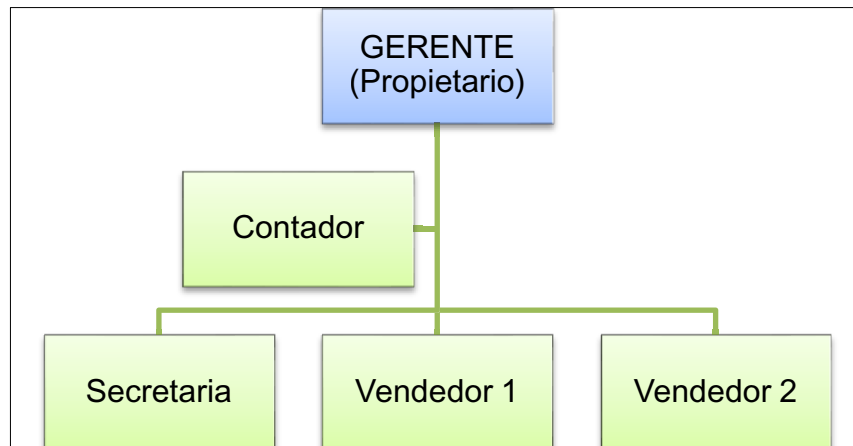 GERENTE
(Propietario)
Contador
Secretaria
Vendedor 1
Vendedor 2